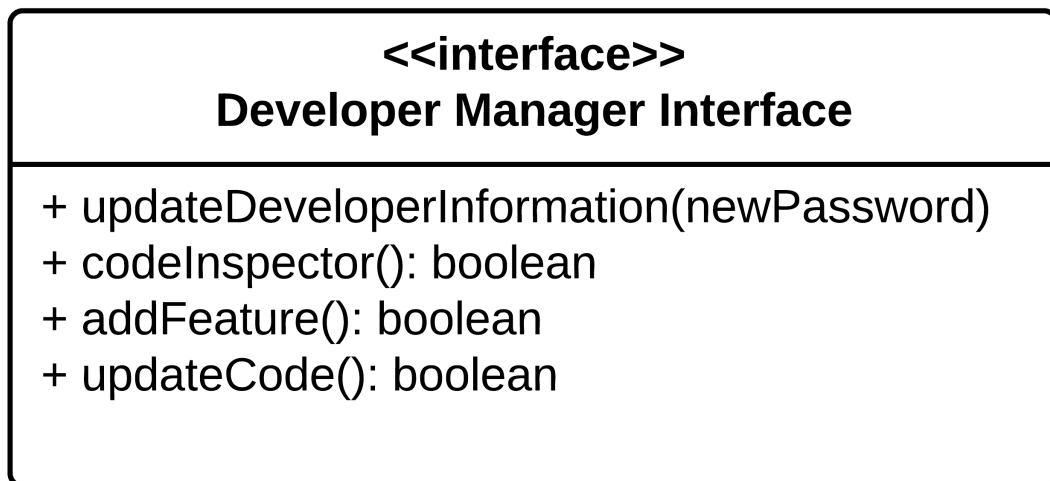 <<interface>>
Developer Manager Interface
+ updateDeveloperInformation(newPassword)
+ codeInspector(): boolean
+ addFeature(): boolean
+ updateCode(): boolean